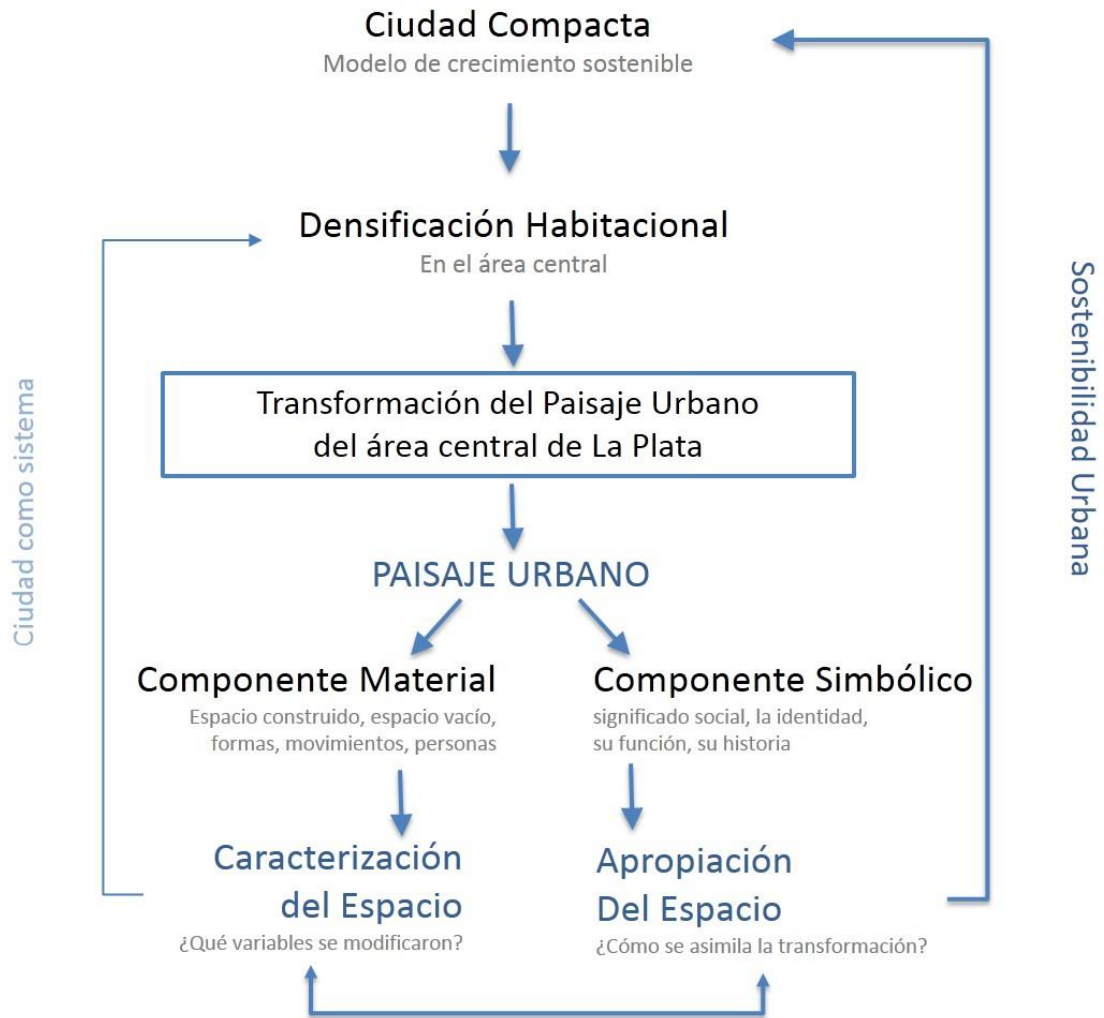 Ciudad Compacta
Modelo de crecimiento sostenible
Densificación Habitacional
En el área central
Transformación del Paisaje Urbano
del área central de La Plata
PAISAJE URBANO
Componente Material
Espacio construido, espacio vacío,
formas, movimientos, personas
Componente Simbólico
significado social, la identidad,
su función, su historia
Caracterización
del Espacio
¿Qué variables se modificaron?
Apropiación
Del Espacio
¿Cómo se asimila la transformación?
Ciudad como sistema
Sostenibilidad Urbana